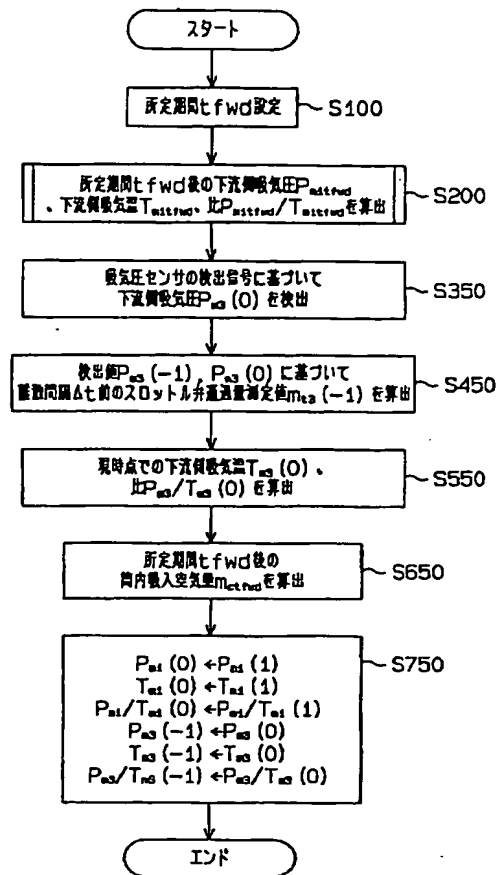 スタート
所定期間tfwd設定
S100
所定期間tfwd後の下流側吸気圧Pmitfwd
、下流側吸気温Tmitfwd、比Pmitfwd/Tmitfwdを算出
S200
吸気圧センサの検出信号に基づいて
下流側吸気圧Pm3(0)を検出
S350
検出値Pm3(-1), Pm3(0)に基づいて
離散間隔Δt前のスロットル弁通過量測定値mt3(-1)を算出
S450
現時点での下流側吸気温Tm3(0)、
比Pm3/Tm3(0)を算出
S550
所定期間tfwd後の
筒内吸入空気量mctfwdを算出
S650
Pmi(0)←Pmi(1)
Tmi(0)←Tmi(1)
Pmi/Tmi(0)←Pmi/Tmi(1)
Pm3(-1)←Pm3(0)
Tm3(-1)←Tm3(0)
Pm3/Tm3(-1)←Pm3/Tm3(0)
S750
エンド